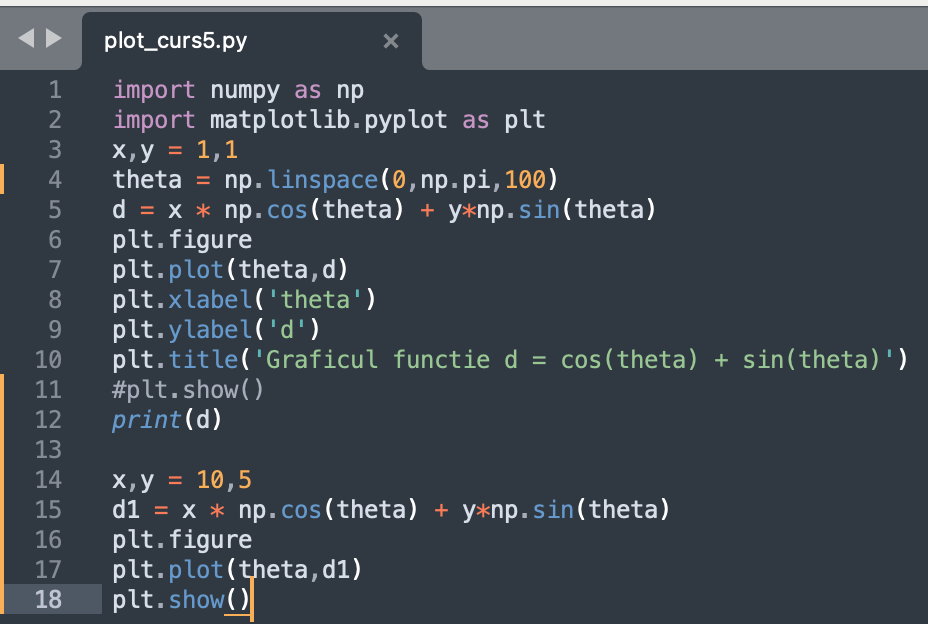 plot_curs5.py
1 import numpy as np
2 import matplotlib.pyplot as plt
3 x,y = 1,1
4 theta = np.linspace(0,np.pi,100)
5 d = x * np.cos(theta) + y*np.sin(theta)
6 plt.figure
7 plt.plot(theta,d)
8 plt.xlabel('theta')
9 plt.ylabel('d')
10 plt.title('Graficul functie d = cos(theta) + sin(theta)')
11 #plt.show()
12 print(d)
13
14 x,y = 10,5
15 d1 = x * np.cos(theta) + y*np.sin(theta)
16 plt.figure
17 plt.plot(theta,d1)
18 plt.show()